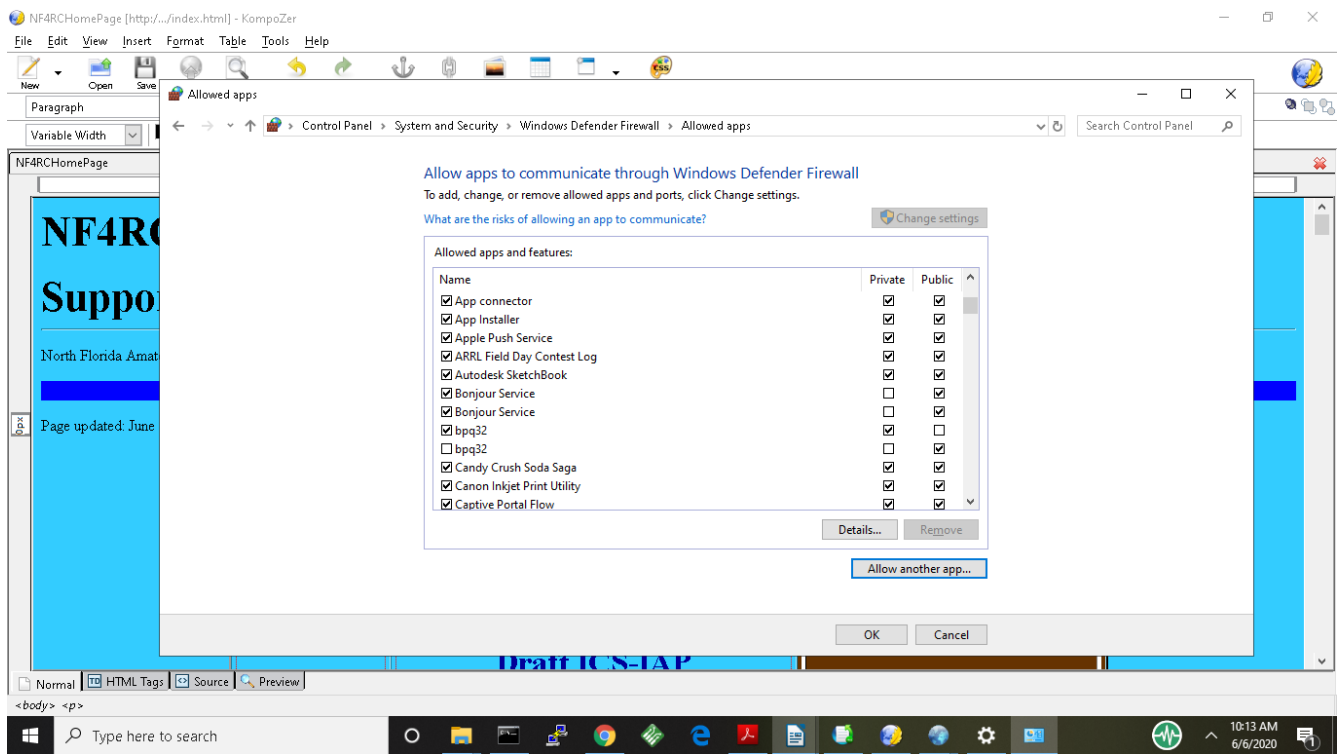 NF4RCHomePage [http:/.../index.html] - KompoZer
File Edit View Insert Format Table Tools Help
New Open Save
Paragraph
Variable Width
NF4RCHomePage
Allowed apps
Control Panel > System and Security > Windows Defender Firewall > Allowed apps
Search Control Panel
Allow apps to communicate through Windows Defender Firewall
To add, change, or remove allowed apps and ports, click Change settings.
What are the risks of allowing an app to communicate?
Change settings
Allowed apps and features:
Name Private Public
App connector
App Installer
Apple Push Service
ARRL Field Day Contest Log
Autodesk SketchBook
Bonjour Service
Bonjour Service
bpq32
bpq32
Candy Crush Soda Saga
Canon Inkjet Print Utility
Captive Portal Flow
Details... Remove
Allow another app...
OK Cancel
NF4RC
Suppo
North Florida Amat
Page updated: June
0px
Draft ICS-IAP
Normal HTML Tags Source Preview
<body> <p>
Type here to search
10:13 AM
6/6/2020